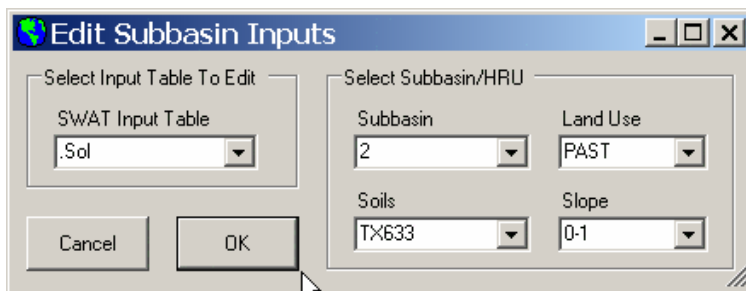 Edit Subbasin Inputs
Select Input Table To Edit
SWAT Input Table
.Sol
Cancel
OK
Select Subbasin/HRU
Subbasin
Land Use
2
PAST
Soils
Slope
TX633
0-1